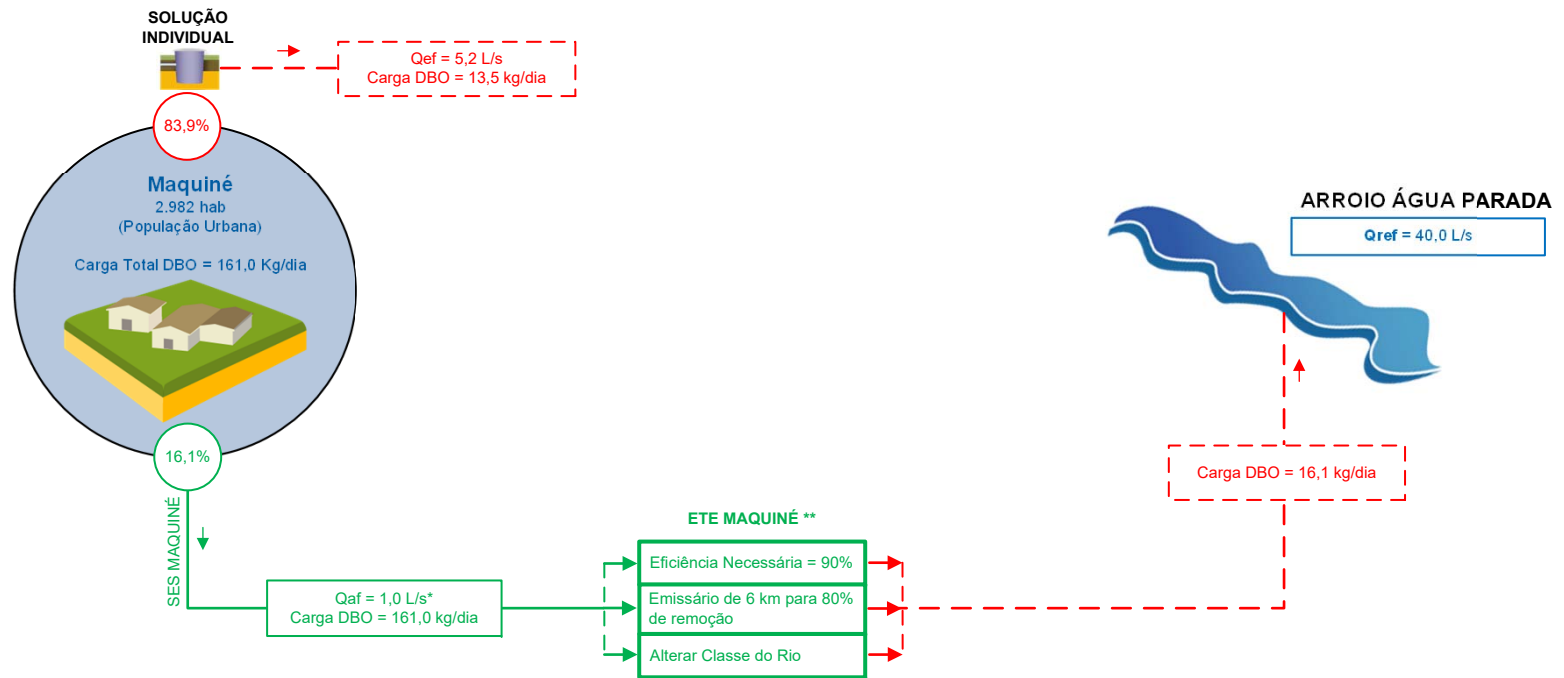 SOLUÇÃO
INDIVIDUAL
Qef = 5,2 L/s
Carga DBO = 13,5 kg/dia
83,9%
Maquiné
2.982 hab
(População Urbana)
Carga Total DBO = 161,0 Kg/dia
ARROIO ÁGUA PARADA
Qref = 40,0 L/s
16,1%
SES MAQUINÉ
Qaf = 1,0 L/s*
Carga DBO = 161,0 kg/dia
ETE MAQUINÉ **
Eficiência Necessária = 90%
Emissário de 6 km para 80%
de remoção
Alterar Classe do Rio
Carga DBO = 16,1 kg/dia